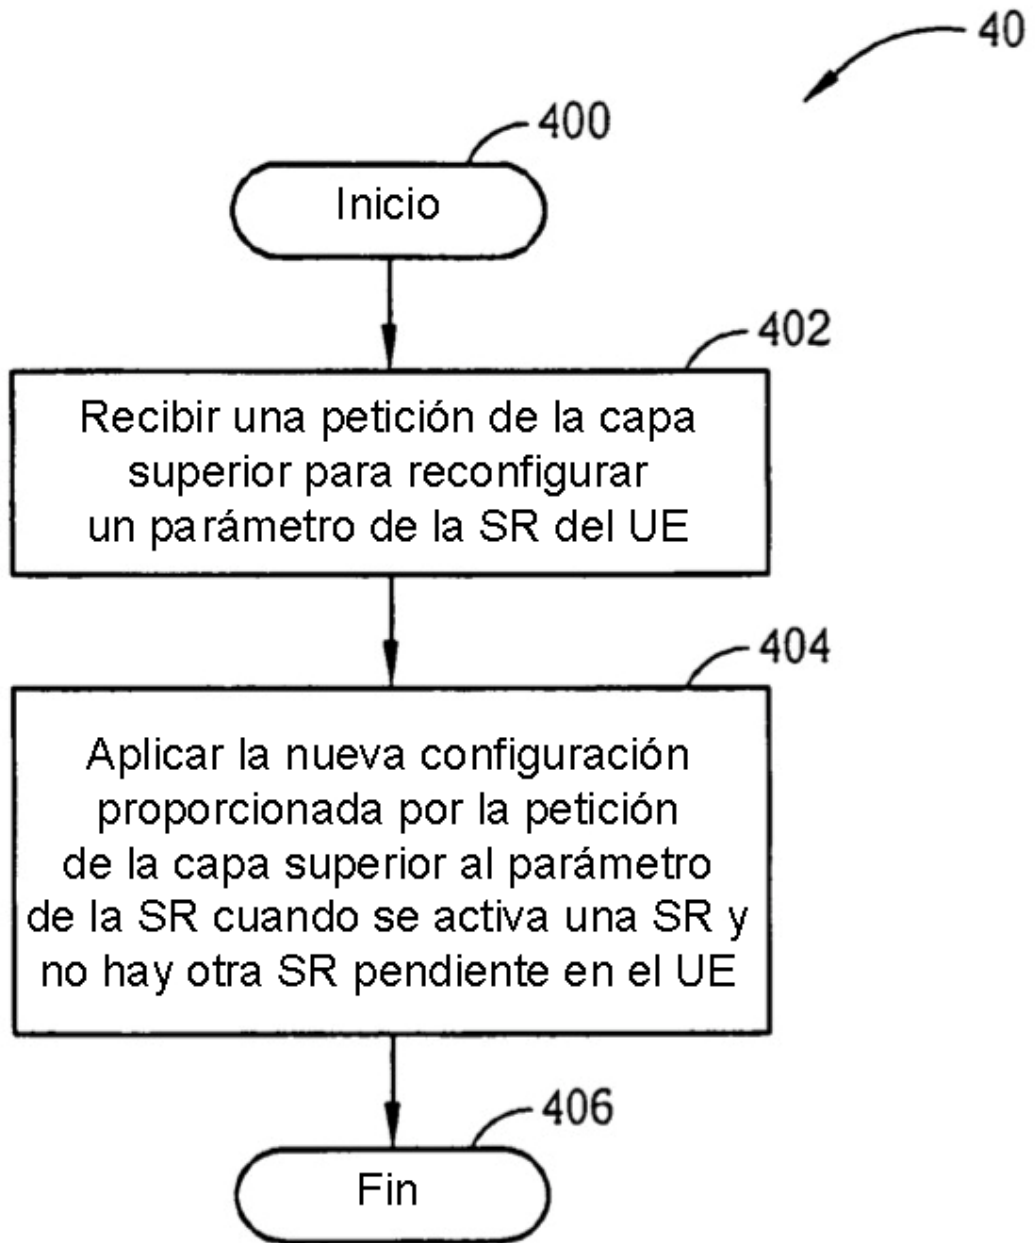 40
400
Inicio
402
Recibir una petición de la capa
superior para reconfigurar
un parámetro de la SR del UE
404
Aplicar la nueva configuración
proporcionada por la petición
de la capa superior al parámetro
de la SR cuando se activa una SR y
no hay otra SR pendiente en el UE
406
Fin